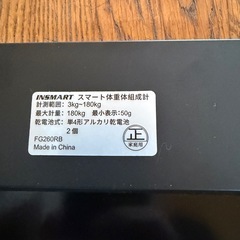 INSMART スマート体重体組成計
計測範囲：3kg~180kg
最大計量： 180kg 最小表示：50g
乾電池式：単4形アルカリ乾電池
2個
FG260RB
Made in China
正
家庭用